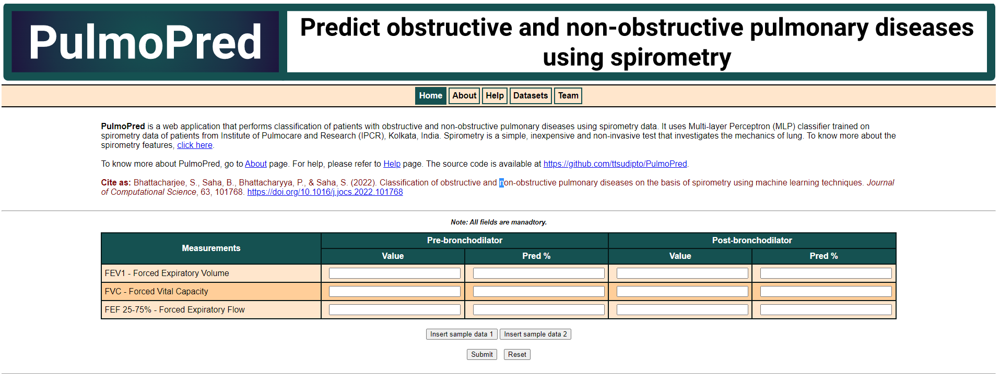 PulmoPred
Predict obstructive and non-obstructive pulmonary diseases
using spirometry
Home About Help Datasets Team
PulmoPred is a web application that performs classification of patients with obstructive and non-obstructive pulmonary diseases using spirometry data. It uses Multi-layer Perceptron (MLP) classifier trained on
spirometry data of patients from Institute of Pulmocare and Research (IPCR), Kolkata, India. Spirometry is a simple, inexpensive and non-invasive test that investigates the mechanics of lung. To know more about the
spirometry features, click here.
To know more about PulmoPred, go to About page. For help, please refer to Help page. The source code is available at https://github.com/ttsudipto/PulmoPred.
Cite as: Bhattacharjee, S., Saha, B., Bhattacharyya, P., & Saha, S. (2022). Classification of obstructive and non-obstructive pulmonary diseases on the basis of spirometry using machine learning techniques. Journal
of Computational Science, 63, 101768. https://doi.org/10.1016/j.jocs.2022.101768
Note: All fields are manadtory.
Measurements
Pre-bronchodilator Post-bronchodilator
Value Pred % Value Pred %
FEV1 - Forced Expiratory Volume
FVC - Forced Vital Capacity
FEF 25-75% - Forced Expiratory Flow
Insert sample data 1 Insert sample data 2
Submit Reset